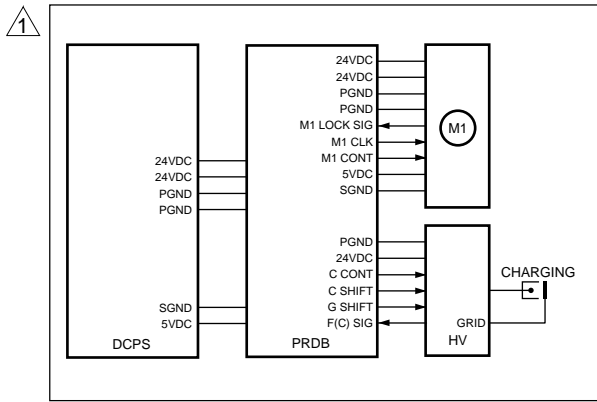 1
24VDC
24VDC
PGND
PGND
M1 LOCK SIG
M1 CLK
M1 CONT
5VDC
SGND
M1
24VDC
24VDC
PGND
PGND
PGND
24VDC
C CONT
C SHIFT
G SHIFT
F(C) SIG
CHARGING
GRID
HV
SGND
5VDC
DCPS
PRDB